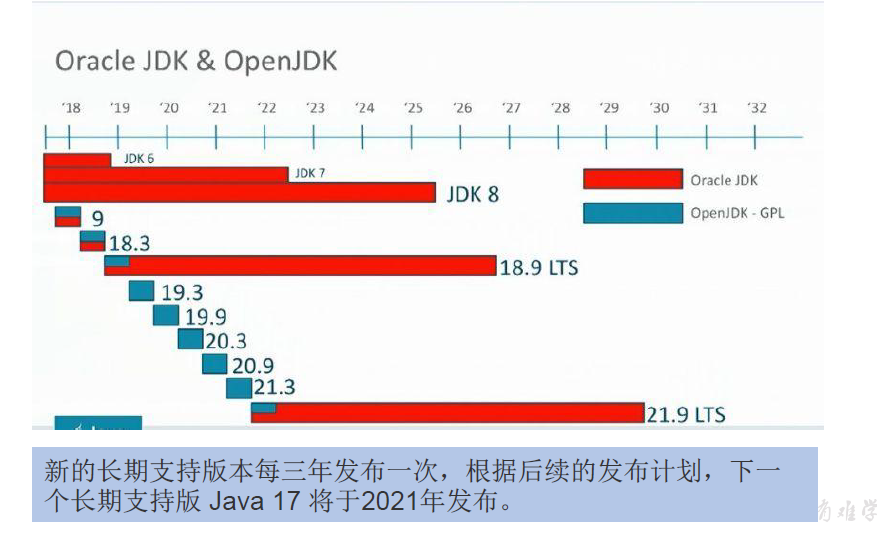 Oracle JDK & OpenJDK
'18 '19 '20 '21 '22 '23 '24 '25 '26 '27 '28 '29 '30 '31 '32
JDK 6
JDK 7
JDK 8
Oracle JDK
OpenJDK - GPL
9
18.3
18.9 LTS
19.3
19.9
20.3
20.9
21.3
21.9 LTS
新的长期支持版本每三年发布一次，根据后续的发布计划，下一
个长期支持版 Java 17 将于2021年发布。
有难学